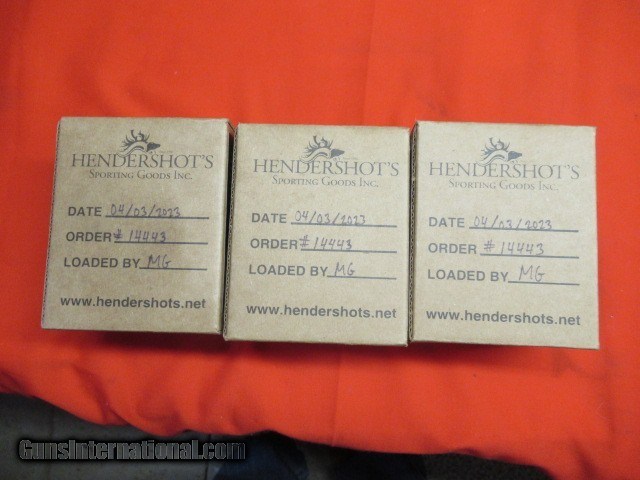 HENDERSHOT'S
SPORTING GOODS INC.
DATE 04/03/2023
ORDER # 14443
LOADED BY MG
www.hendershots.net
HENDERSHOT'S
SPORTING GOODS INC.
DATE 04/03/2023
ORDER # 14443
LOADED BY MG
www.hendershots.net
HENDERSHOT'S
SPORTING GOODS INC.
DATE 04/03/2023
ORDER # 14443
LOADED BY MG
www.hendershots.net
GunsInternational.com